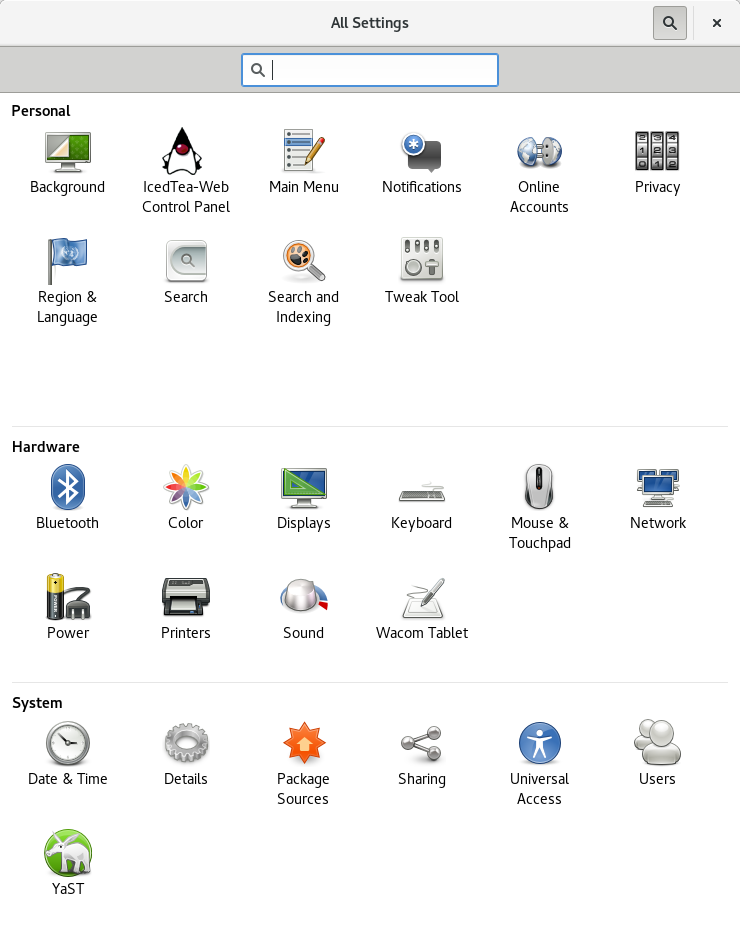 All Settings
Personal
Background
IcedTea-Web
Control Panel
Main Menu
Notifications
Online
Accounts
Privacy
Region &
Language
Search
Search and
Indexing
Tweak Tool
Hardware
Bluetooth
Color
Displays
Keyboard
Mouse &
Touchpad
Network
Power
Printers
Sound
Wacom Tablet
System
Date & Time
Details
Package
Sources
Sharing
Universal
Access
Users
YaST